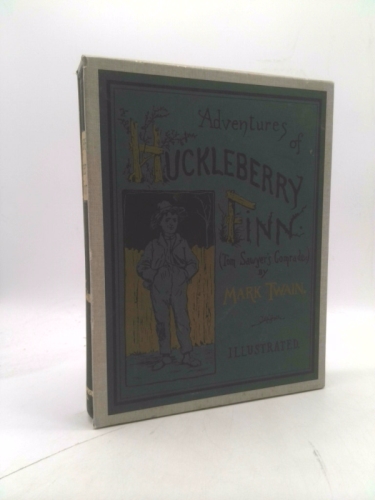 Adventures
of
HUCKLEBERRY
FINN
(Tom Sawyer's Comrade)
BY
MARK TWAIN.
ILLUSTRATED